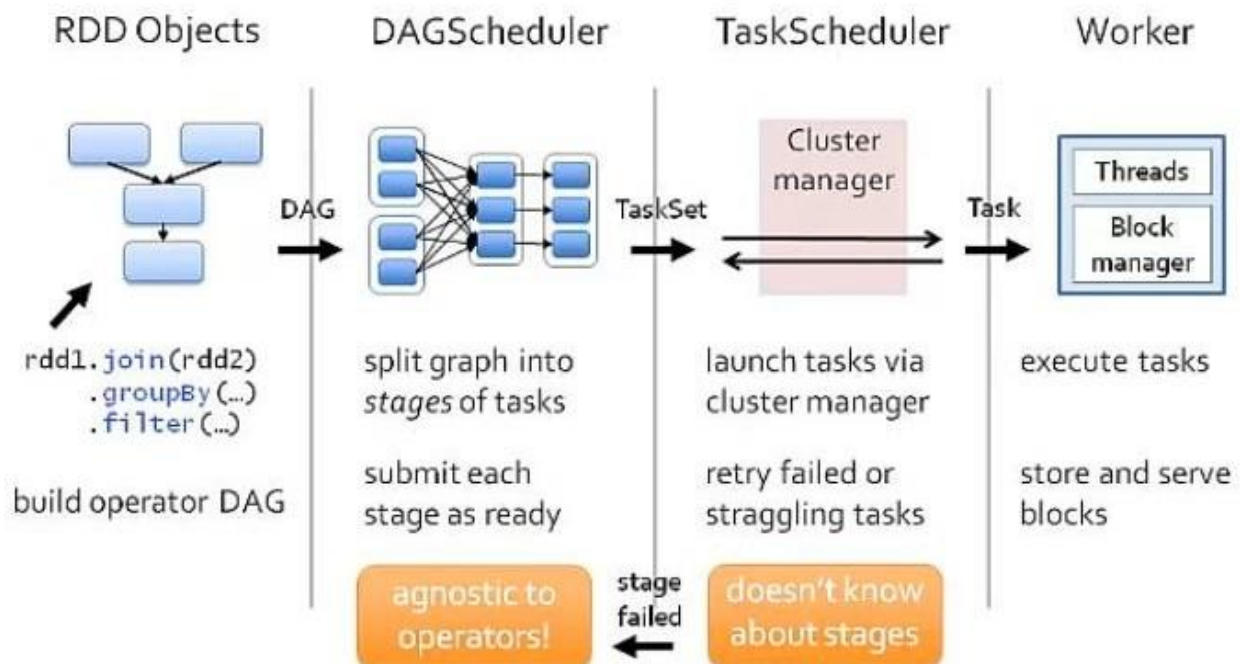 RDD Objects
DAGScheduler
TaskScheduler
Worker
DAG
TaskSet
Cluster
manager
Task
Threads
Block
manager
rdd1.join(rdd2)
.groupBy(…)
.filter(…)
build operator DAG
split graph into
stages of tasks
submit each
stage as ready
launch tasks via
cluster manager
retry failed or
straggling tasks
execute tasks
store and serve
blocks
agnostic to
operators!
stage
failed
doesn't know
about stages